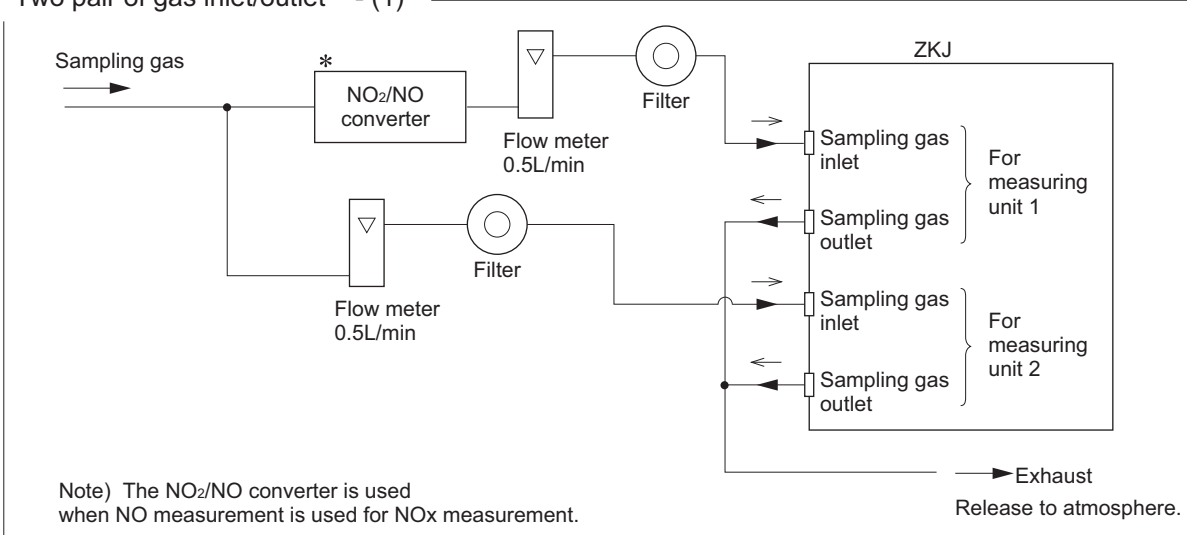 Two pair of gas inlet/outlet - (1)
Sampling gas
*
NO2/NO
converter
Flow meter
0.5L/min
Filter
ZKJ
Sampling gas
inlet
For
measuring
unit 1
Sampling gas
outlet
Filter
Flow meter
0.5L/min
Sampling gas
inlet
For
measuring
unit 2
Sampling gas
outlet
Exhaust
Release to atmosphere.
Note) The NO2/NO converter is used
when NO measurement is used for NOx measurement.